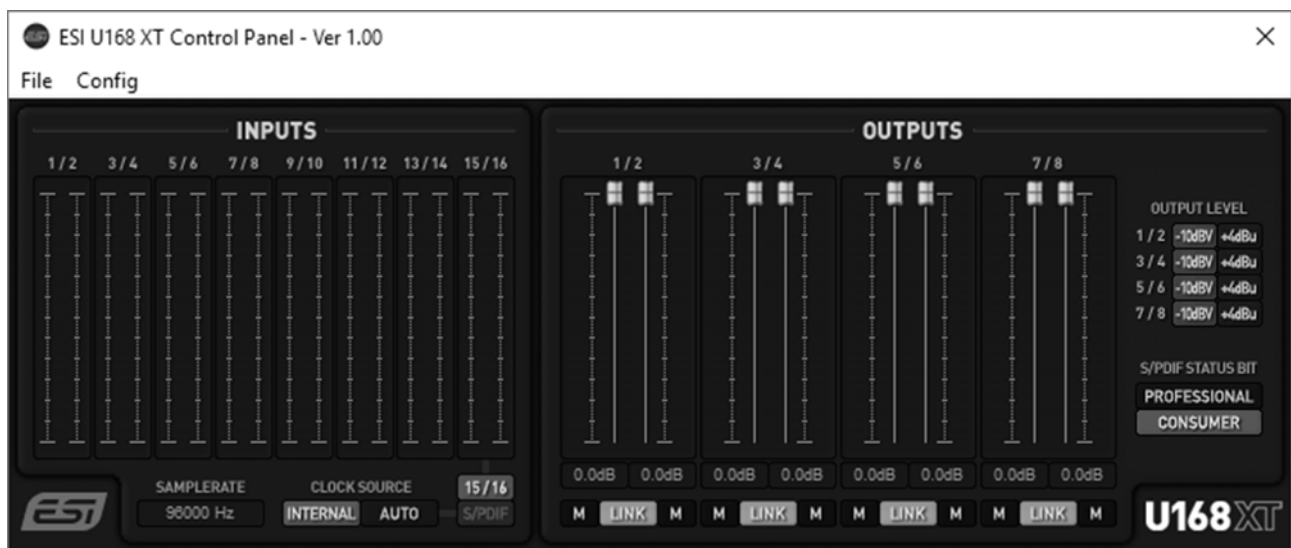 ESI U168 XT Control Panel - Ver 1.00
File Config
INPUTS
1 / 2 3 / 4 5 / 6 7 / 8 9 / 10 11 / 12 13 / 14 15 / 16
SAMPLERATE
96000 Hz
CLOCK SOURCE
INTERNAL AUTO
15 / 16
S/PDIF
ESI
OUTPUTS
1 / 2 3 / 4 5 / 6 7 / 8
0.0dB 0.0dB 0.0dB 0.0dB 0.0dB 0.0dB 0.0dB 0.0dB
M LINK M M LINK M M LINK M M LINK M
OUTPUT LEVEL
1 / 2 -10dBV +4dBu
3 / 4 -10dBV +4dBu
5 / 6 -10dBV +4dBu
7 / 8 -10dBV +4dBu
S/PDIF STATUS BIT
PROFESSIONAL
CONSUMER
U168 XT